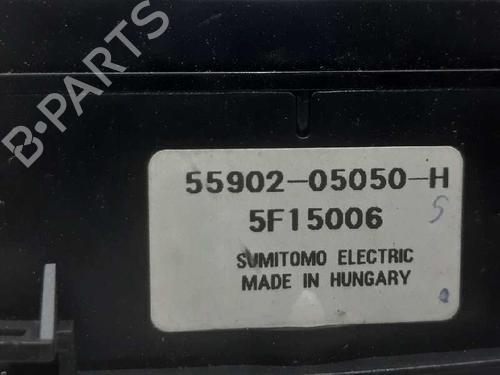 B-PARTS
55902-05050-H
5F15006
S
SUMITOMO ELECTRIC
MADE IN HUNGARY